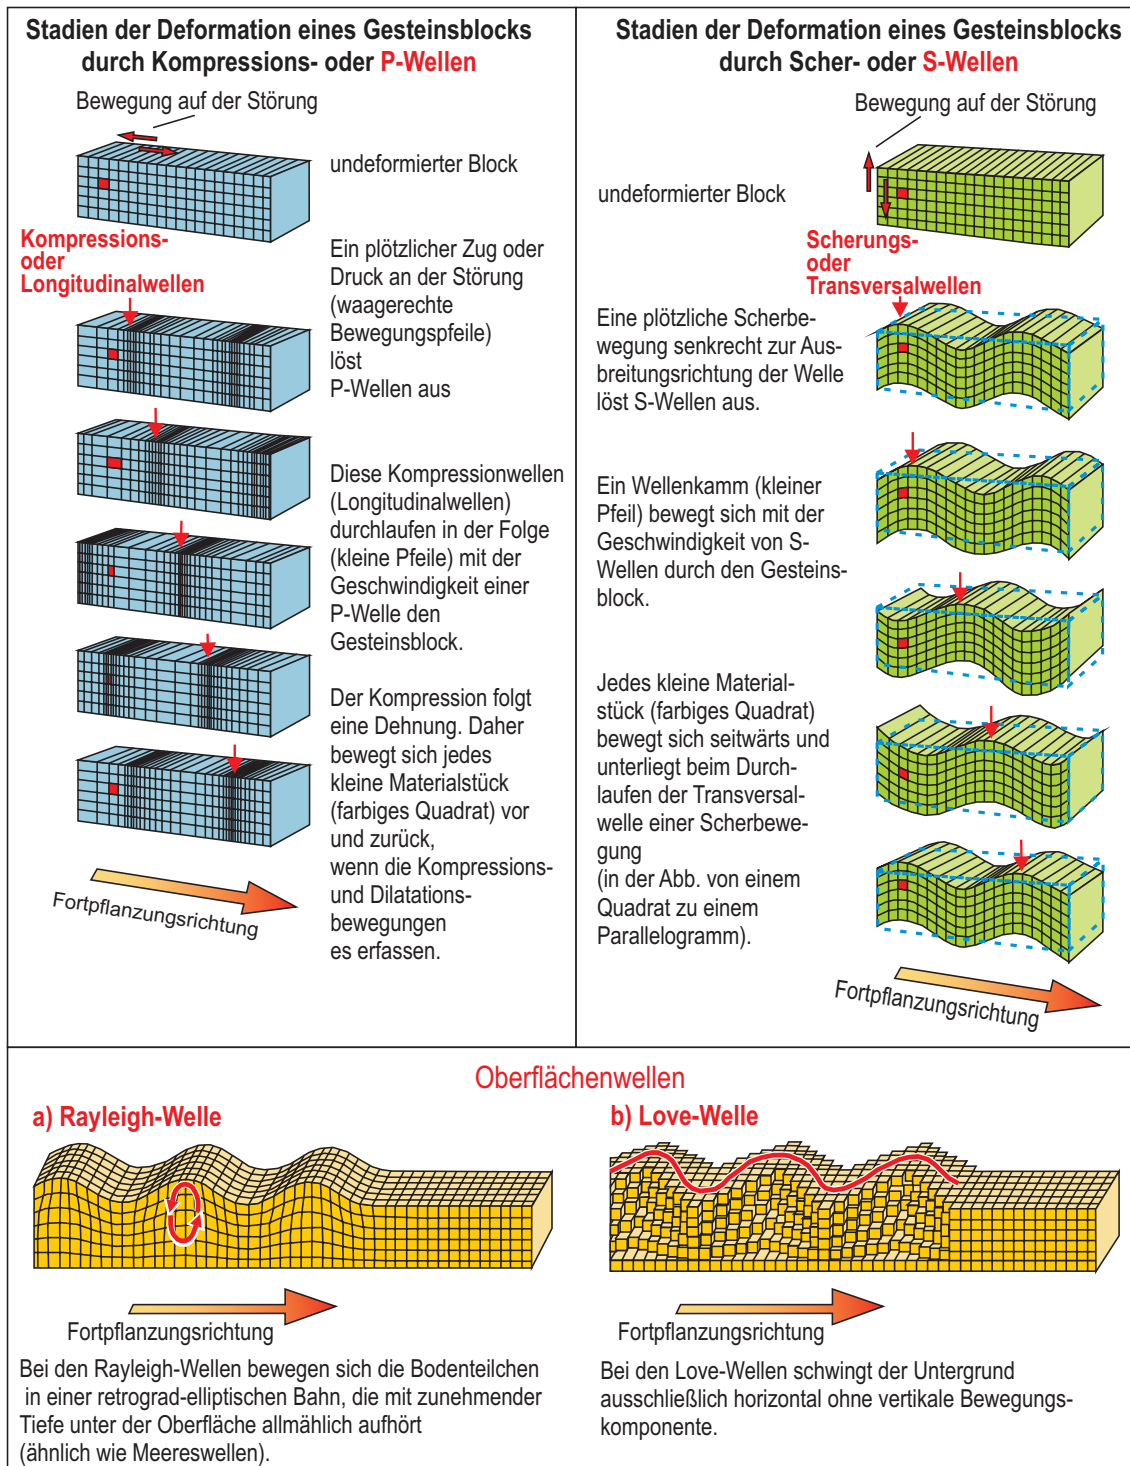 Stadien der Deformation eines Gesteinsblocks
durch Kompressions- oder P-Wellen
Bewegung auf der Störung
undeformierter Block
Kompressions-
oder
Longitudinalwellen
Ein plötzlicher Zug oder
Druck an der Störung
(waagerechte
Bewegungspfeile)
löst
P-Wellen aus
Diese Kompressionwellen
(Longitudinalwellen)
durchlaufen in der Folge
(kleine Pfeile) mit der
Geschwindigkeit einer
P-Welle den
Gesteinsblock.
Der Kompression folgt
eine Dehnung. Daher
bewegt sich jedes
kleine Materialstück
(farbiges Quadrat) vor
und zurück,
wenn die Kompressions-
und Dilatations-
bewegungen
es erfassen.
Fortpflanzungsrichtung
Stadien der Deformation eines Gesteinsblocks
durch Scher- oder S-Wellen
Bewegung auf der Störung
undeformierter Block
Scherungs-
oder
Transversalwellen
Eine plötzliche Scherbe-
wegung senkrecht zur Aus-
breitungsrichtung der Welle
löst S-Wellen aus.
Ein Wellenkamm (kleiner
Pfeil) bewegt sich mit der
Geschwindigkeit von S-
Wellen durch den Gesteins-
block.
Jedes kleine Material-
stück (farbiges Quadrat)
bewegt sich seitwärts und
unterliegt beim Durch-
laufen der Transversal-
welle einer Scherbewe-
gung
(in der Abb. von einem
Quadrat zu einem
Parallelogramm).
Fortpflanzungsrichtung
Oberflächenwellen
a) Rayleigh-Welle
Fortpflanzungsrichtung
Bei den Rayleigh-Wellen bewegen sich die Bodenteilchen
in einer retrograd-elliptischen Bahn, die mit zunehmender
Tiefe unter der Oberfläche allmählich aufhört
(ähnlich wie Meereswellen).
b) Love-Welle
Fortpflanzungsrichtung
Bei den Love-Wellen schwingt der Untergrund
ausschließlich horizontal ohne vertikale Bewegungs-
komponente.